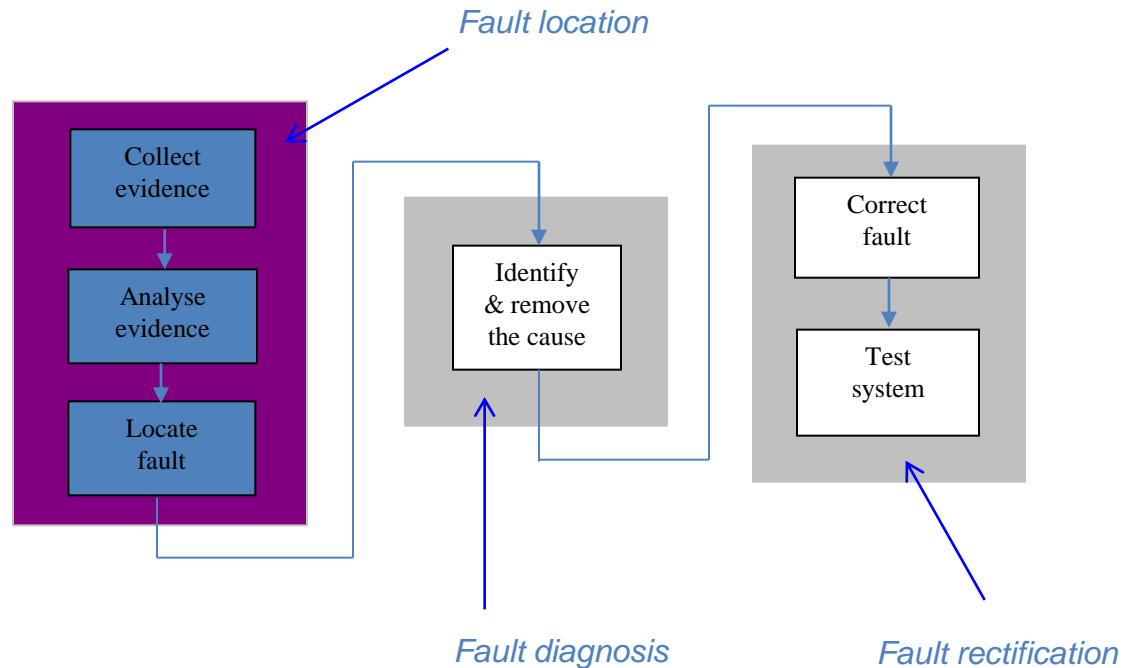 Fault location
Collect
evidence
Analyse
evidence
Locate
fault
Identify
& remove
the cause
Correct
fault
Test
system
Fault diagnosis
Fault rectification